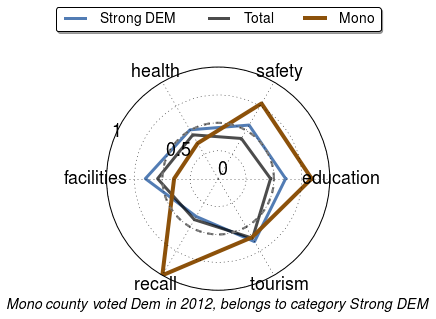 Strong DEM Total Mono
health safety
1
0.5
0
facilities education
recall tourism
Mono county voted Dem in 2012, belongs to category Strong DEM